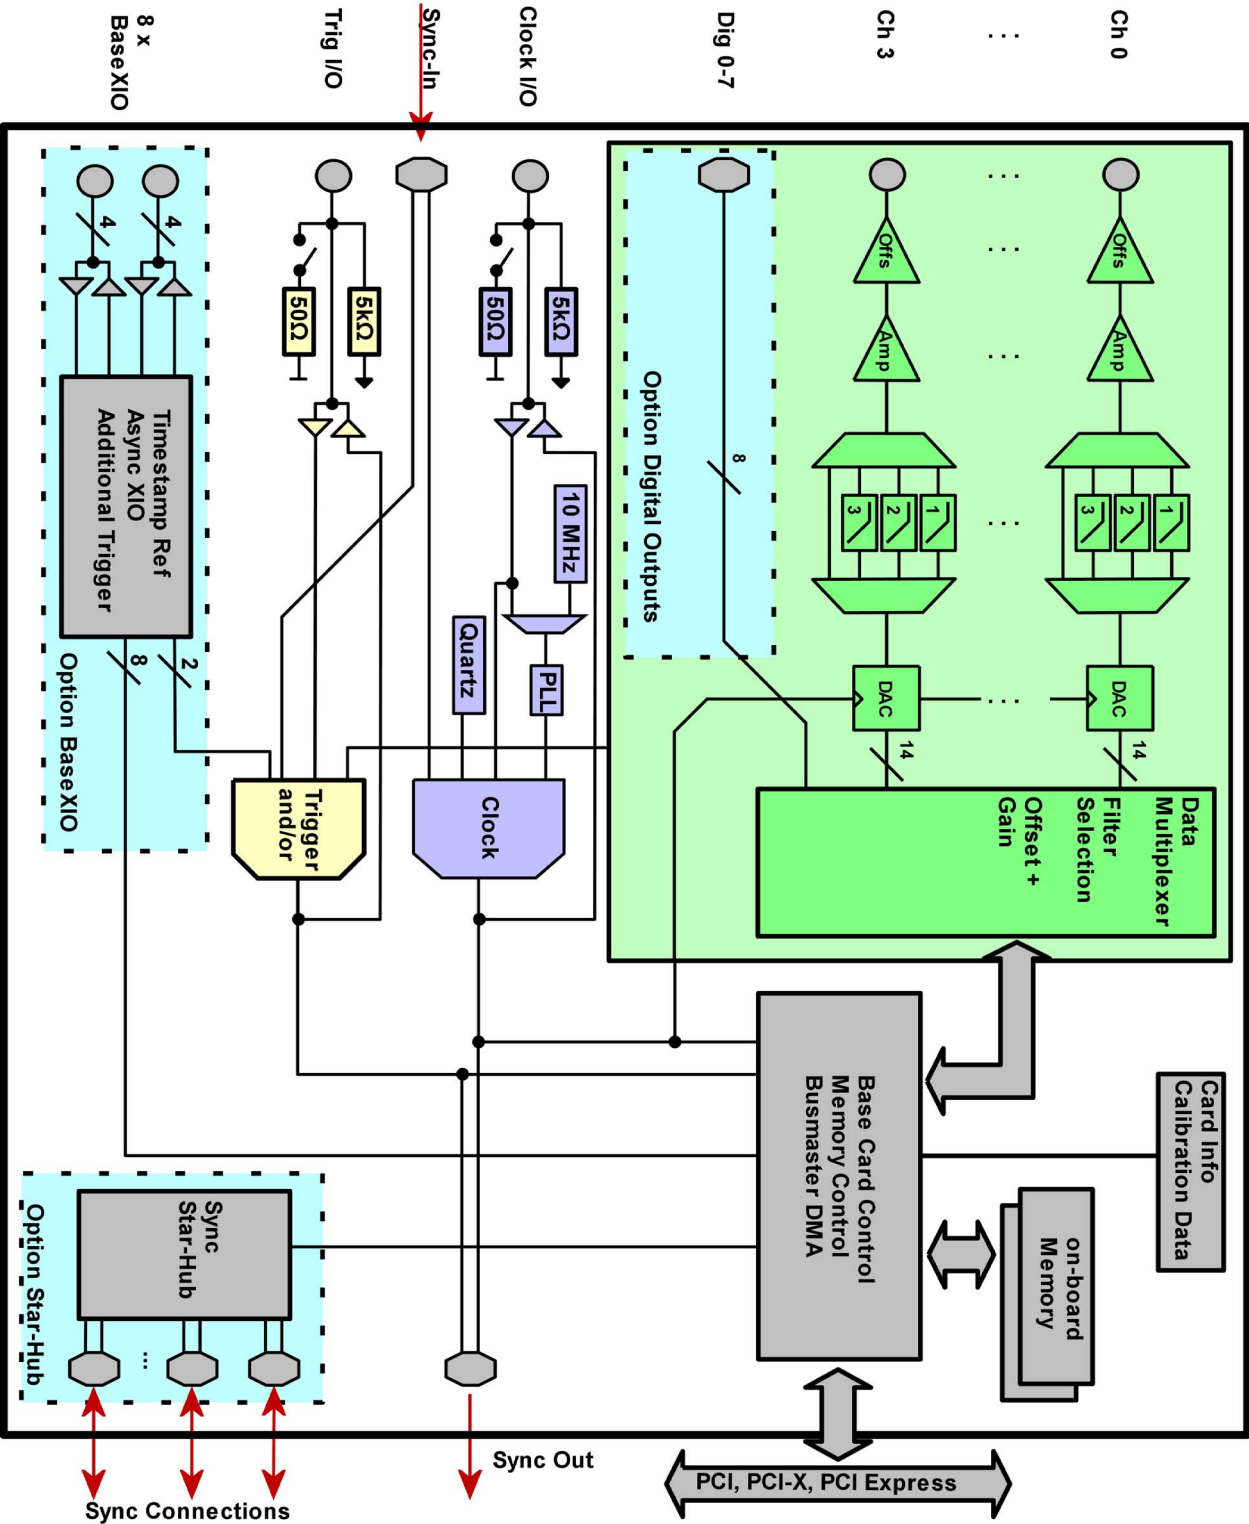 8 x
BaseXIO
Trig I/O
Sync-In
Clock I/O
Dig 0-7
Ch 3
...
Ch 0
4
4
50Ω
5kΩ
50Ω
5kΩ
Offs
...
Offs
Amp
...
Amp
Option Digital Outputs
8
10 MHz
3
2
1
...
3
2
1
Timestamp Ref
Async XIO
Additional Trigger
Option BaseXIO
8
2
Quartz
PLL
DAC
...
DAC
14
14
Trigger
and/or
Clock
Data
Multiplexer
Filter
Selection
Offset +
Gain
Base Card Control
Memory Control
Busmaster DMA
Card Info
Calibration Data
on-board
Memory
Sync
Star-Hub
Option Star-Hub
...
Sync Out
PCI, PCI-X, PCI Express
Sync Connections